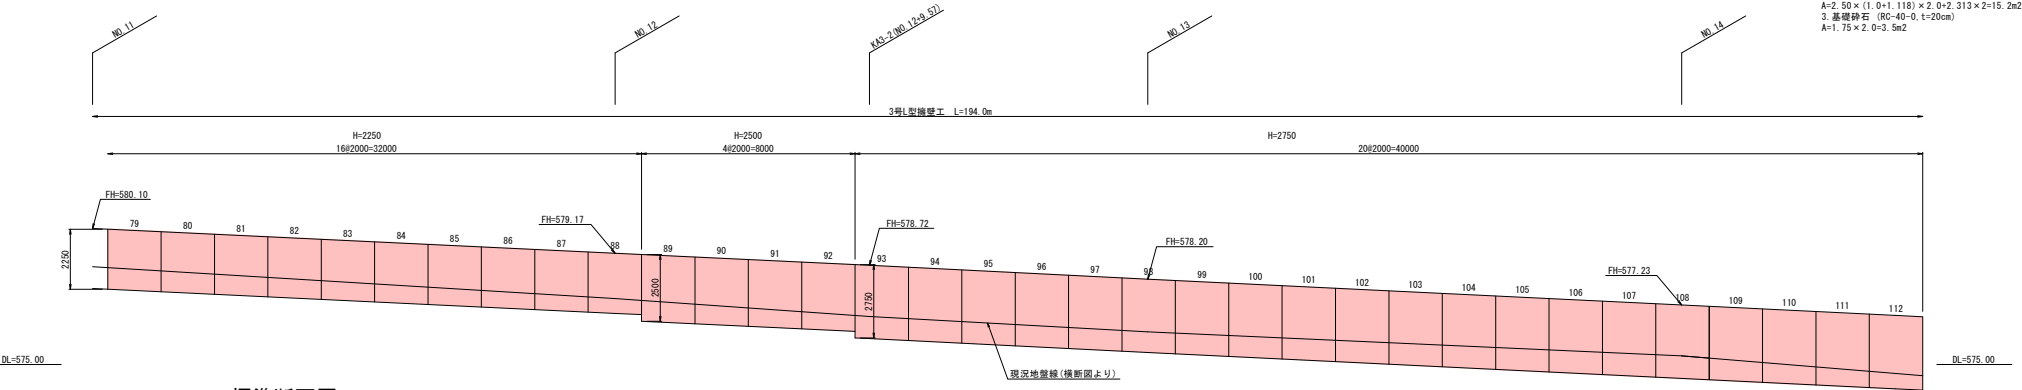 A=2.50×(1.0+1.118)×2.0+2.313×2=15.2m2
3.基礎砕石 (RC-40-0,t=20cm)
A=1.75×2.0=3.5m2
NO.11
NO.12
KA3-2(NO.12+9.57)
NO.13
NO.14
3号L型擁壁工 L=194.0m
H=2250
H=2500
H=2750
16@2000=32000
4@2000=8000
20@2000=40000
FH=580.10
FH=579.17
FH=578.72
FH=578.20
FH=577.23
79 80 81 82 83 84 85 86 87 88 89 90 91 92 93 94 95 96 97 98 99 100 101 102 103 104 105 106 107 108 109 110 111 112
2250
2500
2750
DL=575.00
現況地盤線(横断図より)
DL=575.00